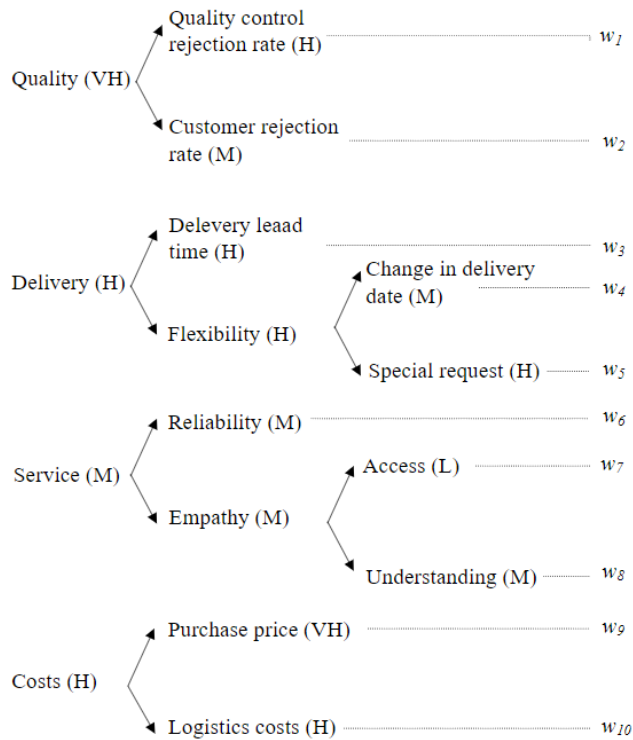 Quality (VH)
Quality control
rejection rate (H)
w1
Customer rejection
rate (M)
w2
Delivery (H)
Delevery leaad
time (H)
w3
Flexibility (H)
Change in delivery
date (M)
w4
Special request (H)
w5
Service (M)
Reliability (M)
w6
Empathy (M)
Access (L)
w7
Understanding (M)
w8
Costs (H)
Purchase price (VH)
w9
Logistics costs (H)
w10